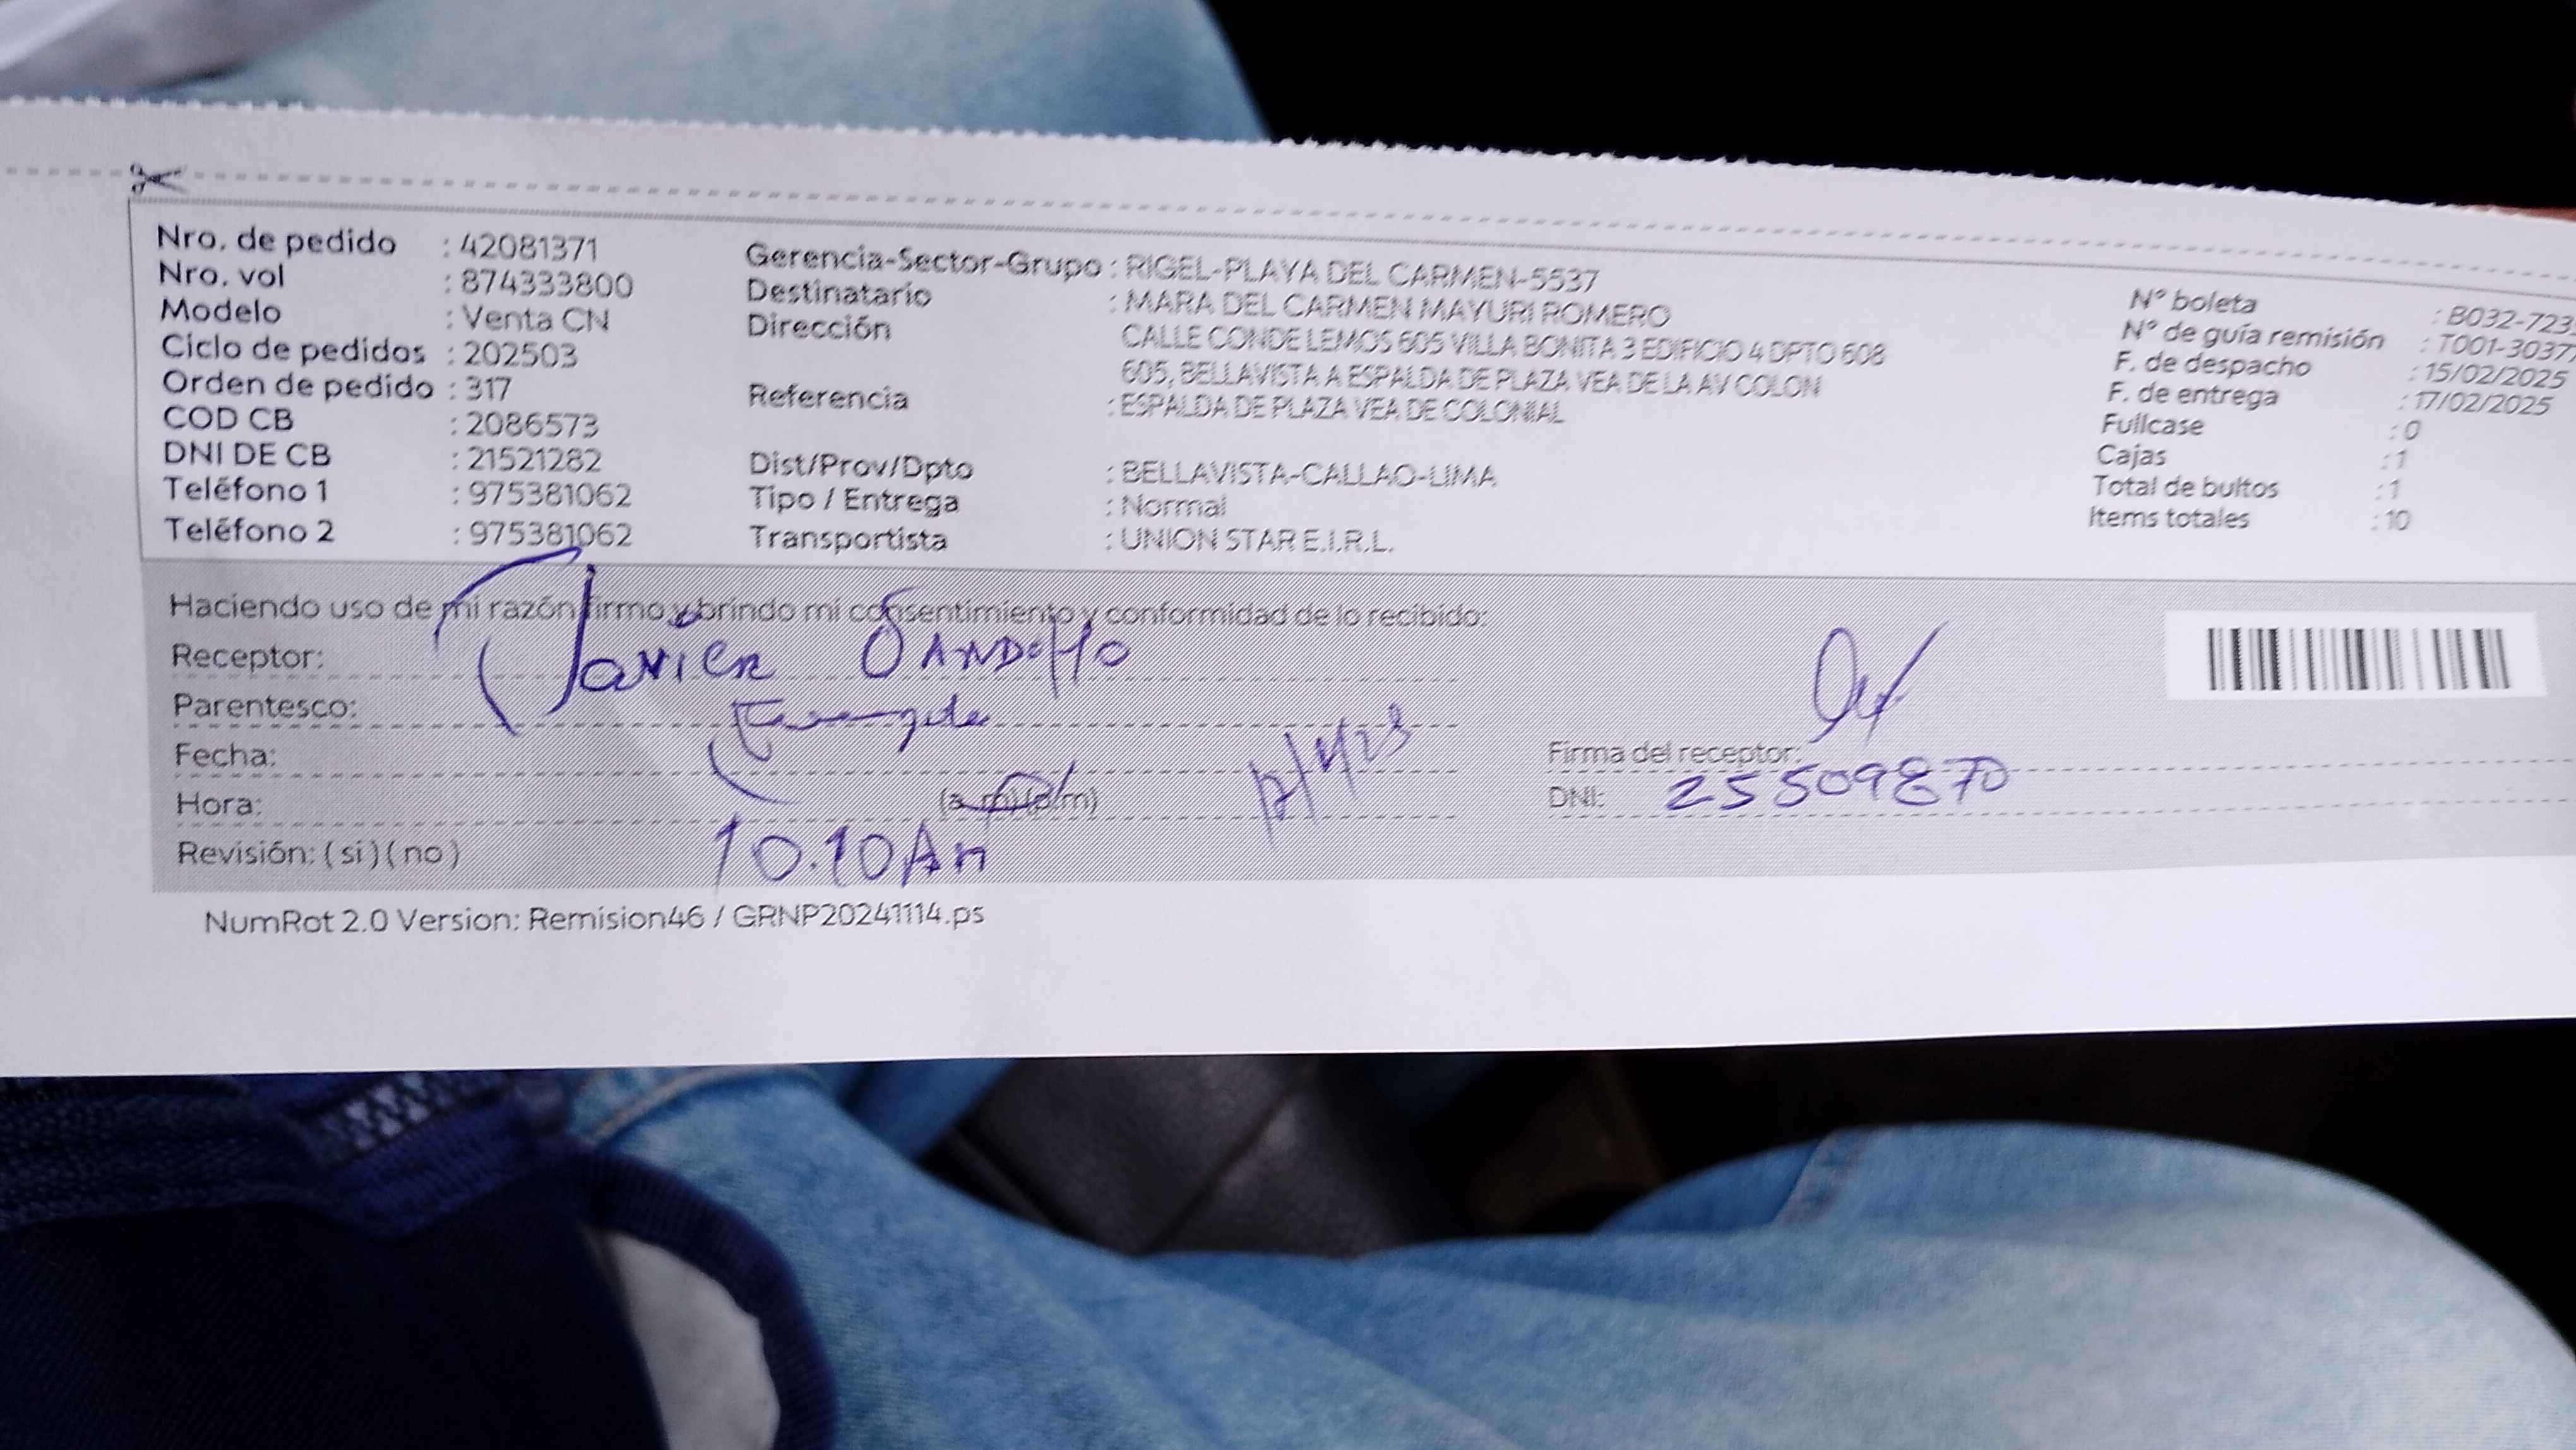 Nro. de pedido : 42081371
Nro. vol : 874333800
Modelo : Venta CN
Ciclo de pedidos : 202503
Orden de pedido : 317
COD CB : 2086573
DNI DE CB : 21521282
Teléfono 1 : 975381062
Teléfono 2 : 975381062
Gerencia-Sector-Grupo : RIGEL-PLAYA DEL CARMEN-5537
Destinatario : MARA DEL CARMEN MAYURI ROMERO
Dirección CALLE CONDE LEMOS 605 VILLA BONITA 3 EDIFICIO 4 DPTO 608
605, BELLAVISTA A ESPALDA DE PLAZA VEA DE LA AV COLON
Referencia : ESPALDA DE PLAZA VEA DE COLONIAL
Dist/Prov/Dpto : BELLAVISTA-CALLAO-LIMA
Tipo / Entrega : Normal
Transportista : UNION STAR E.I.R.L.
N° boleta : B032-723
N° de guía remisión : T001-3037
F. de despacho : 15/02/2025
F. de entrega : 17/02/2025
Fullcase : 0
Cajas : 1
Total de bultos : 1
Items totales : 10
Haciendo uso de mi razón firmo y brindo mi consentimiento y conformidad de lo recibido:
Receptor: Javier
Parentesco:
Fecha:
Hora: (a.m) (p.m)
10.10 Am
Revisión: ( si ) ( no )
Firma del receptor:
DNI: 25509870
NumRot 2.0 Version: Remision46 / GRNP20241114.ps